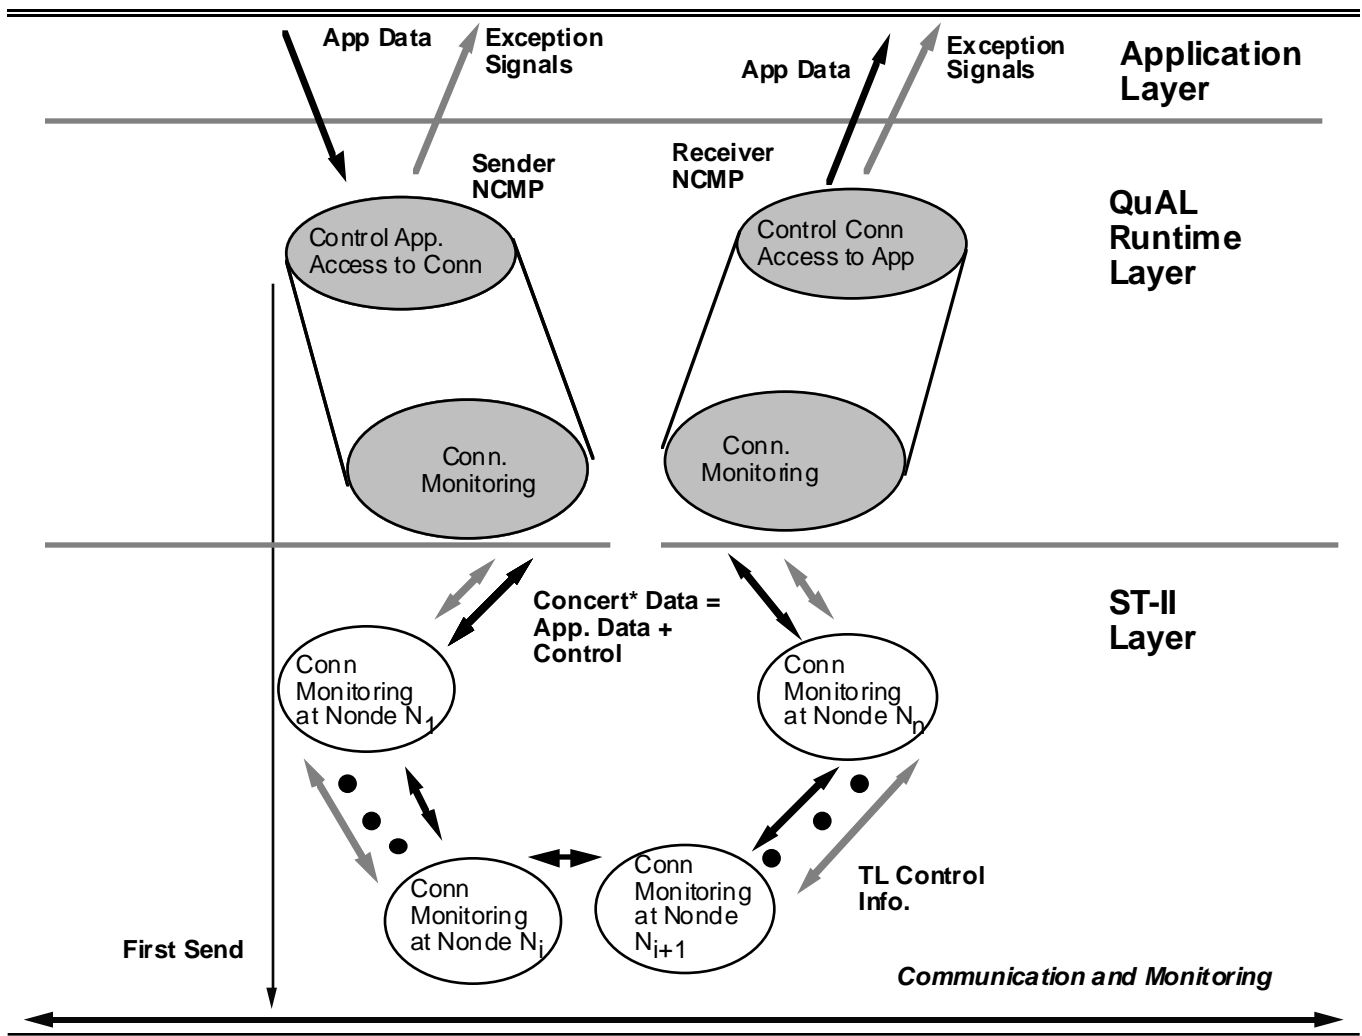 App Data
Exception
Signals
App Data
Exception
Signals
Application
Layer
Sender
NCMP
Receiver
NCMP
QuAL
Runtime
Layer
Control App.
Access to Conn
Control Conn
Access to App
Conn.
Monitoring
Conn.
Monitoring
Concert* Data =
App. Data +
Control
ST-II
Layer
Conn
Monitoring
at Nonde N1
Conn
Monitoring
at Nonde Nn
Conn
Monitoring
at Nonde Ni
Conn
Monitoring
at Nonde
Ni+1
TL Control
Info.
First Send
Communication and Monitoring